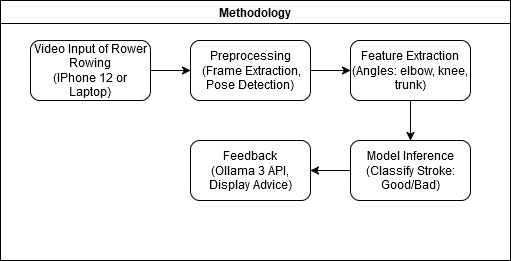 Methodology
Video Input of Rower
Rowing
(IPhone 12 or
Laptop)
Preprocessing
(Frame Extraction,
Pose Detection)
Feature Extraction
(Angles: elbow, knee,
trunk)
Model Inference
(Classify Stroke:
Good/Bad)
Feedback
(Ollama 3 API,
Display Advice)